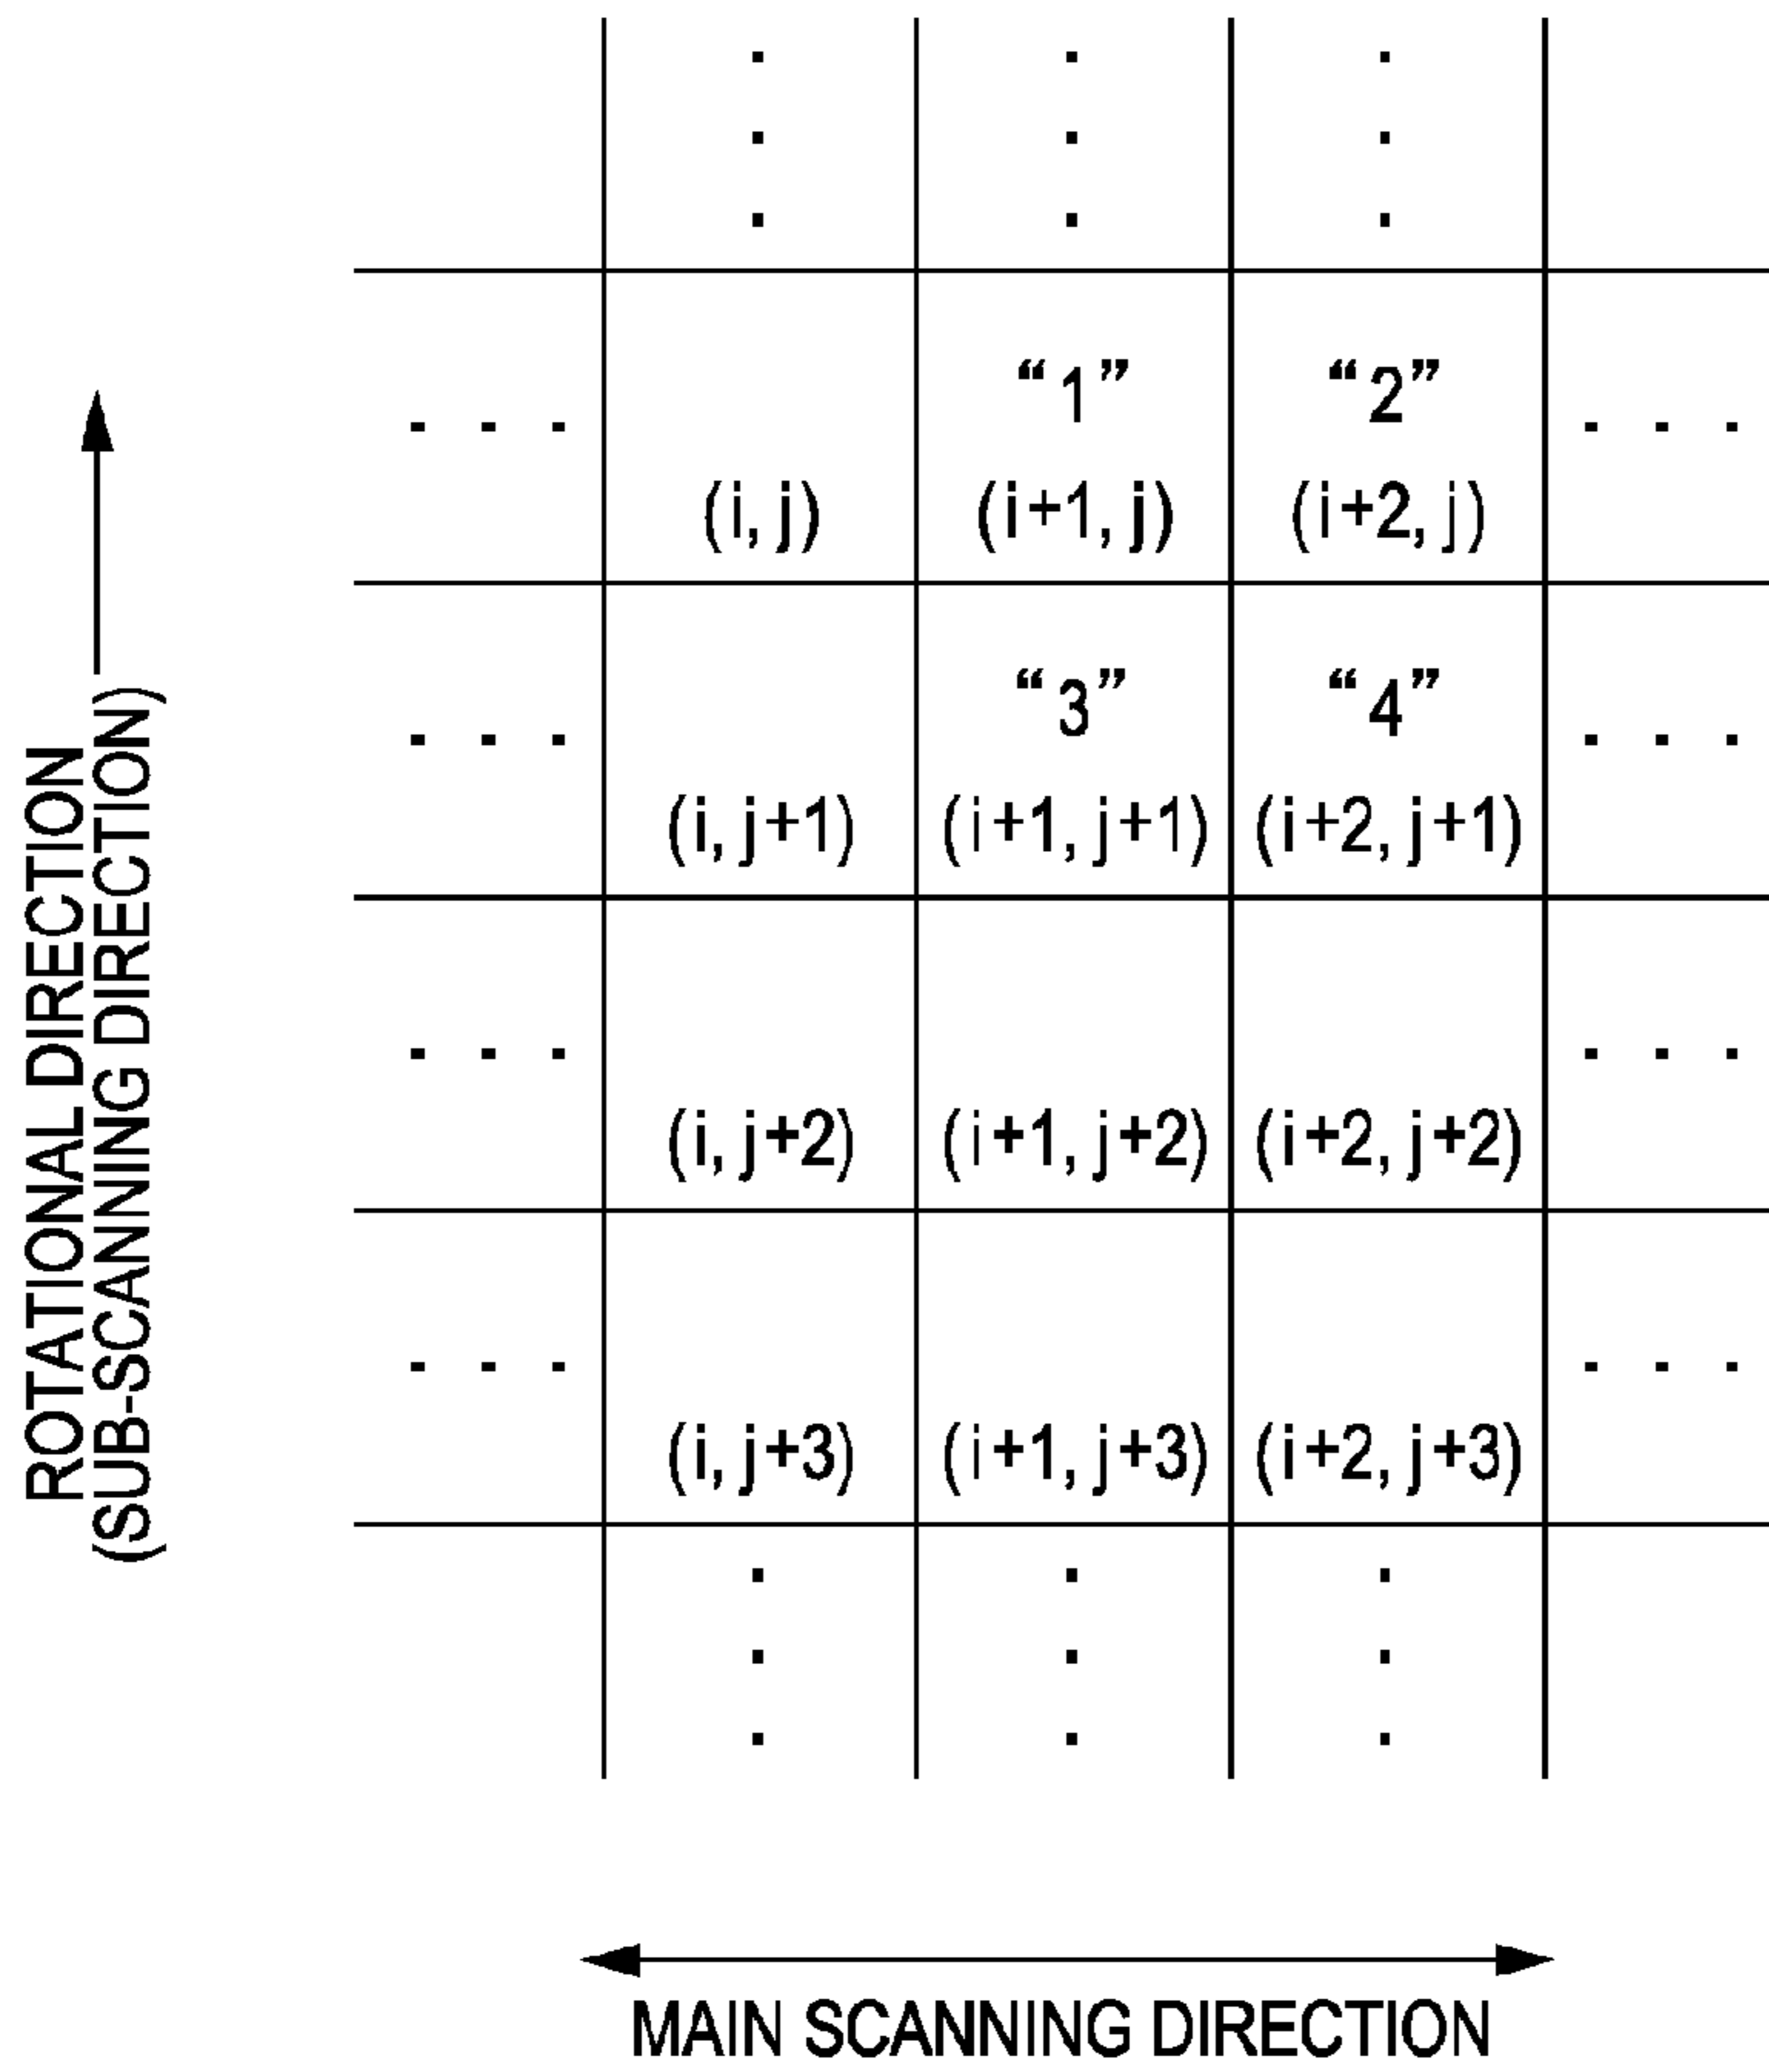 “1” “2”
(i, j) (i+1, j) (i+2, j)
“3” “4”
(i, j+1) (i+1, j+1) (i+2, j+1)
(i, j+2) (i+1, j+2) (i+2, j+2)
(i, j+3) (i+1, j+3) (i+2, j+3)
ROTATIONAL DIRECTION
(SUB-SCANNING DIRECTION)
MAIN SCANNING DIRECTION